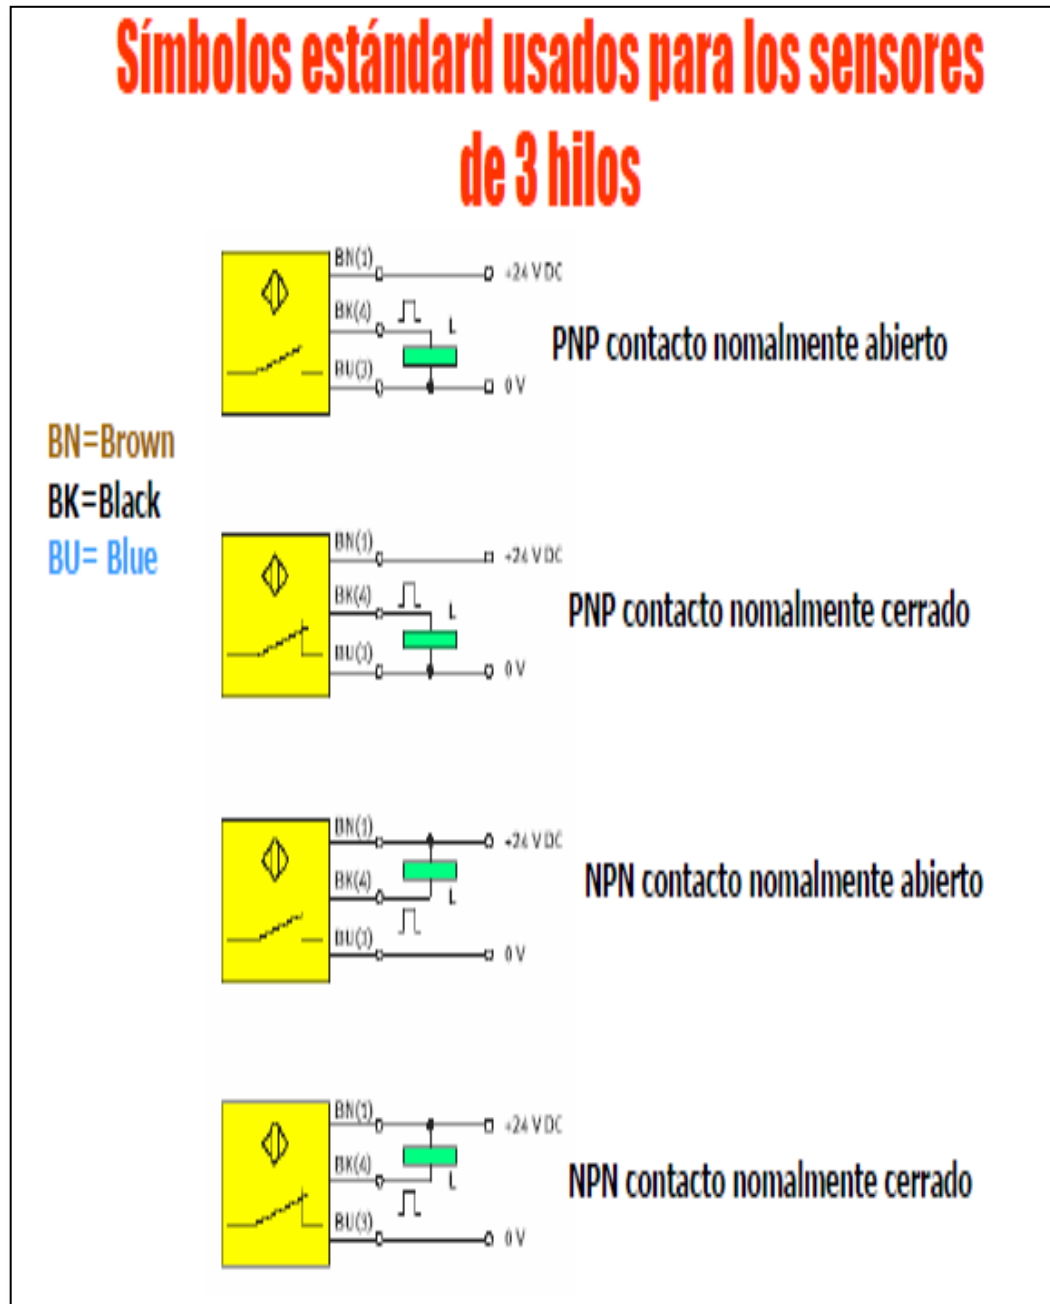 Símbolos estándard usados para los sensores
de 3 hilos
BN(1)
+24 V DC
BK(4)
L
PNP contacto nomalmente abierto
BU(3)
0 V
BN=Brown
BK=Black
BU= Blue
BN(1)
+24 V DC
BK(4)
L
PNP contacto nomalmente cerrado
BU(3)
0 V
BN(1)
+24 V DC
BK(4)
L
NPN contacto nomalmente abierto
BU(3)
0 V
BN(1)
+24 V DC
BK(4)
L
NPN contacto nomalmente cerrado
BU(3)
0 V